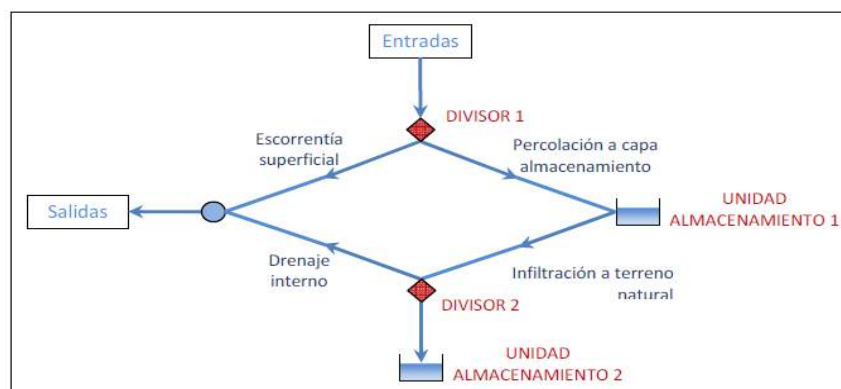 Entradas
DIVISOR 1
Escorrentía
superficial
Percolación a capa
almacenamiento
Salidas
UNIDAD
ALMACENAMIENTO 1
Drenaje
interno
Infiltración a terreno
natural
DIVISOR 2
UNIDAD
ALMACENAMIENTO 2